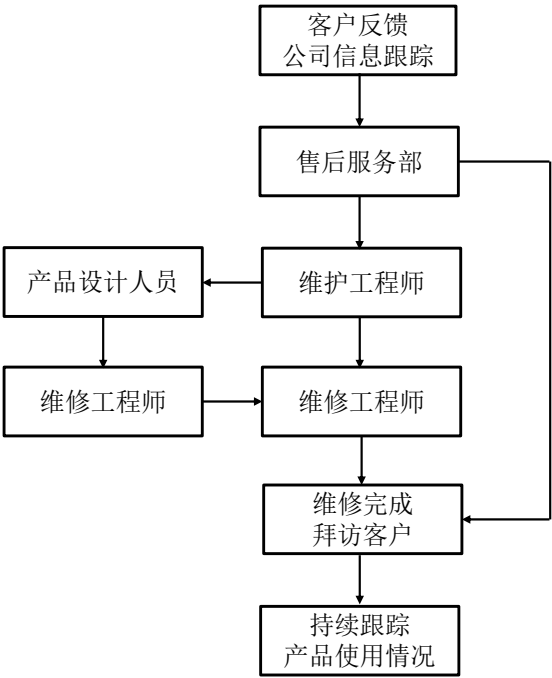 客户反馈
公司信息跟踪
售后服务部
产品设计人员
维护工程师
维修工程师
维修工程师
维修完成
拜访客户
持续跟踪
产品使用情况